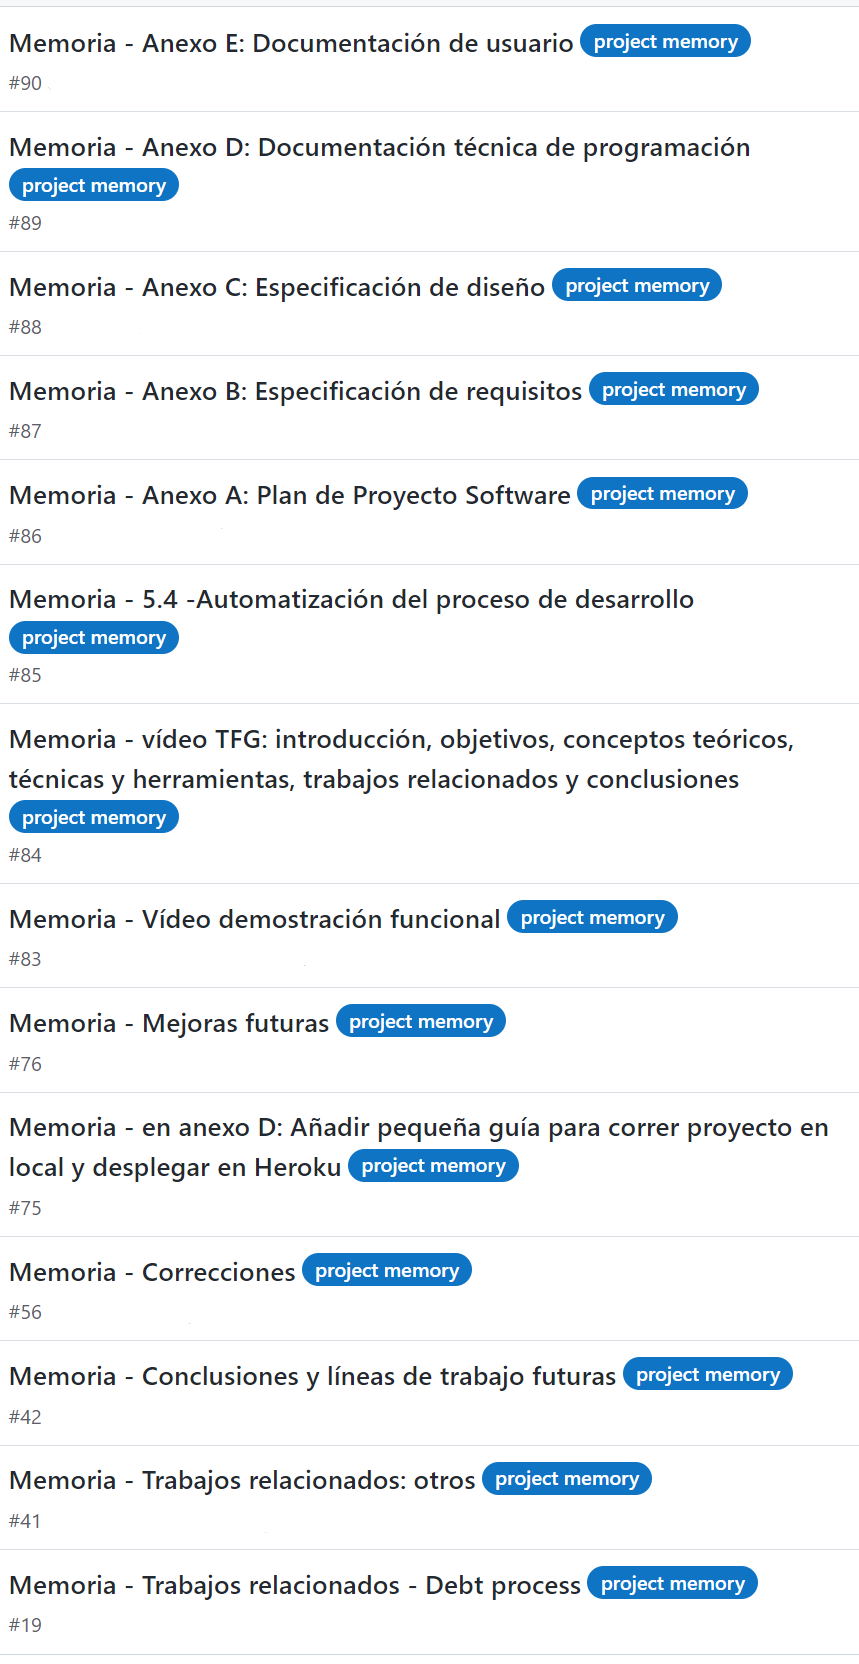 Memoria - Anexo E: Documentación de usuario project memory
#90
Memoria - Anexo D: Documentación técnica de programación
project memory
#89
Memoria - Anexo C: Especificación de diseño project memory
#88
Memoria - Anexo B: Especificación de requisitos project memory
#87
Memoria - Anexo A: Plan de Proyecto Software project memory
#86
Memoria - 5.4 -Automatización del proceso de desarrollo
project memory
#85
Memoria - vídeo TFG: introducción, objetivos, conceptos teóricos,
técnicas y herramientas, trabajos relacionados y conclusiones
project memory
#84
Memoria - Vídeo demostración funcional project memory
#83
Memoria - Mejoras futuras project memory
#76
Memoria - en anexo D: Añadir pequeña guía para correr proyecto en
local y desplegar en Heroku project memory
#75
Memoria - Correcciones project memory
#56
Memoria - Conclusiones y líneas de trabajo futuras project memory
#42
Memoria - Trabajos relacionados: otros project memory
#41
Memoria - Trabajos relacionados - Debt process project memory
#19